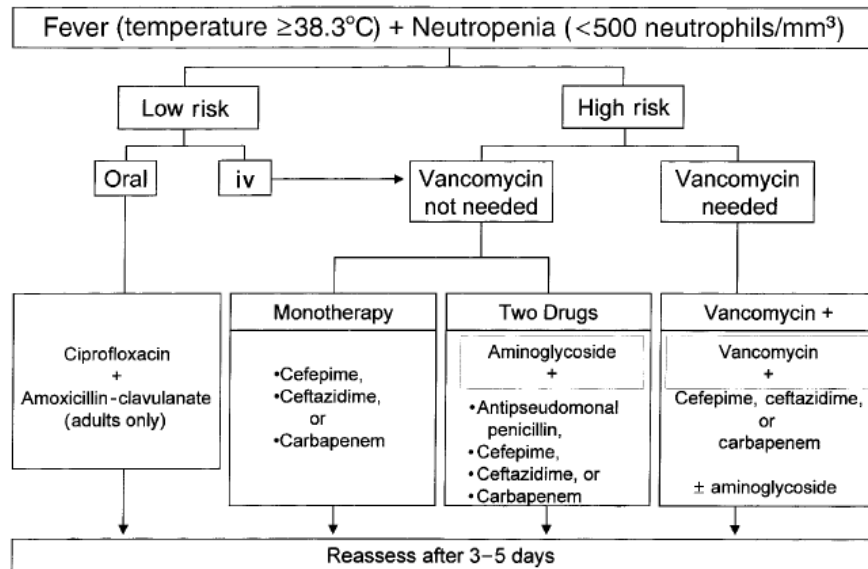 Fever (temperature ≥38.3°C) + Neutropenia (<500 neutrophils/mm³)
Low risk
High risk
Oral
iv
Vancomycin
not needed
Vancomycin
needed
Ciprofloxacin
+
Amoxicillin-clavulanate
(adults only)
Monotherapy
•Cefepime,
•Ceftazidime,
or
•Carbapenem
Two Drugs
Aminoglycoside
+
•Antipseudomonal
penicillin,
•Cefepime,
•Ceftazidime, or
•Carbapenem
Vancomycin +
Vancomycin
+
Cefepime, ceftazidime,
or
carbapenem
± aminoglycoside
Reassess after 3–5 days